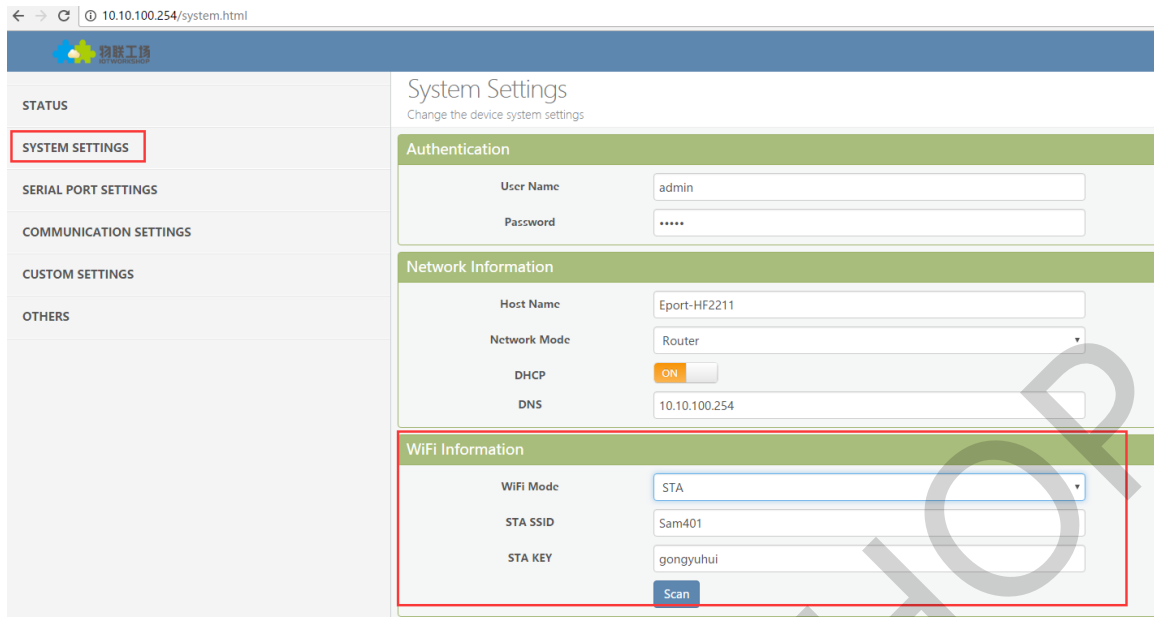 10.10.100.254/system.html
物联工场
IOTWORKSHOP
STATUS
SYSTEM SETTINGS
SERIAL PORT SETTINGS
COMMUNICATION SETTINGS
CUSTOM SETTINGS
OTHERS
System Settings
Change the device system settings
Authentication
User Name admin
Password •••••
Network Information
Host Name Eport-HF2211
Network Mode Router
DHCP ON
DNS 10.10.100.254
WiFi Information
WiFi Mode STA
STA SSID Sam401
STA KEY gongyuhui
Scan
HOP